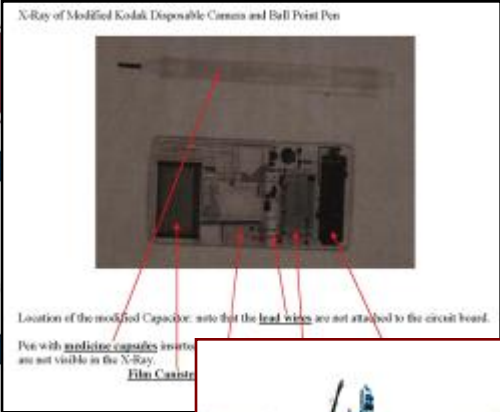 X-Ray of Modified Kodak Disposable Camera and Ball Point Pen
Location of the modified Capacitor: note that the lead wires are not attached to the circuit board.
Pen with medicine capsules inserted
are not visible in the X-Ray.
Film Caniste